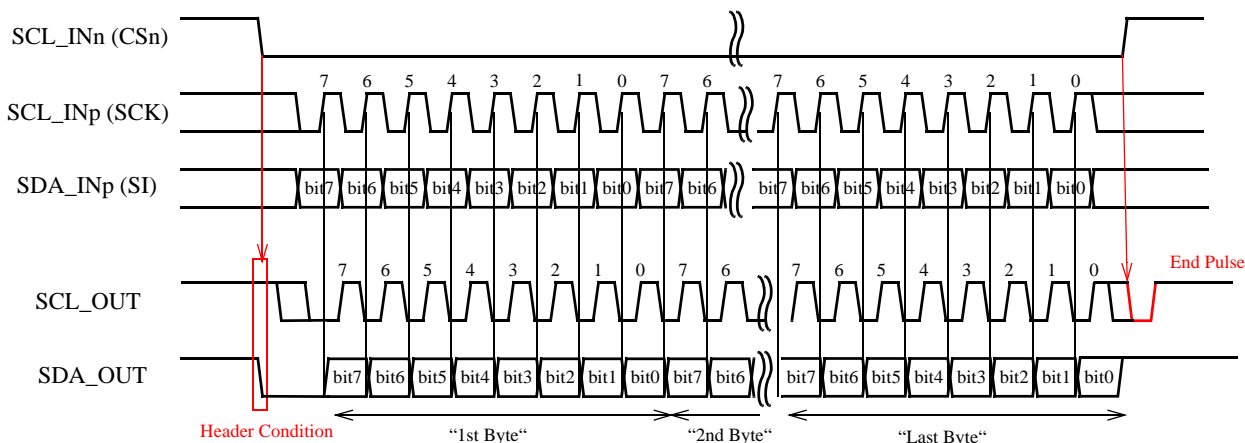 SCL_INn (CSn)
7 6 5 4 3 2 1 0 7 6 7 6 5 4 3 2 1 0
SCL_INp (SCK)
SDA_INp (SI)
bit7 bit6 bit5 bit4 bit3 bit2 bit1 bit0 bit7 bit6 bit7 bit6 bit5 bit4 bit3 bit2 bit1 bit0
End Pulse
7 6 5 4 3 2 1 0 7 6 7 6 5 4 3 2 1 0
SCL_OUT
SDA_OUT
bit7 bit6 bit5 bit4 bit3 bit2 bit1 bit0 bit7 bit6 bit7 bit6 bit5 bit4 bit3 bit2 bit1 bit0
Header Condition “1st Byte“ “2nd Byte“ “Last Byte“